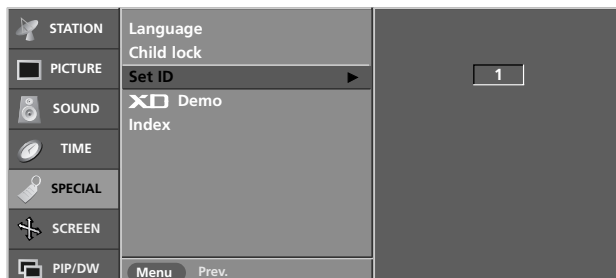 STATION
PICTURE
SOUND
TIME
SPECIAL
SCREEN
PIP/DW
Language
Child lock
Set ID
XD Demo
Index
Menu Prev.
1